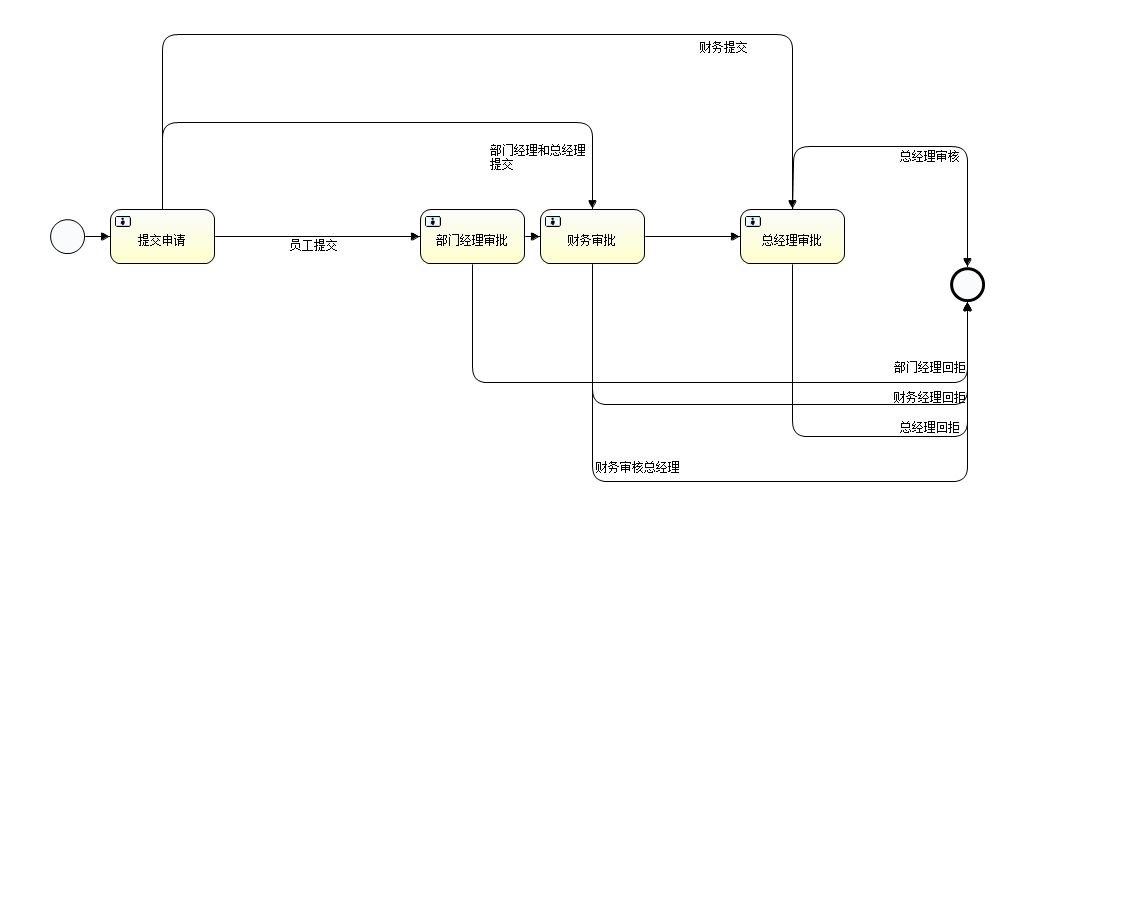 财务提交
部门经理和总经理
提交
总经理审核
提交申请
员工提交
部门经理审批
财务审批
总经理审批
部门经理回拒
财务经理回拒
总经理回拒
财务审核总经理